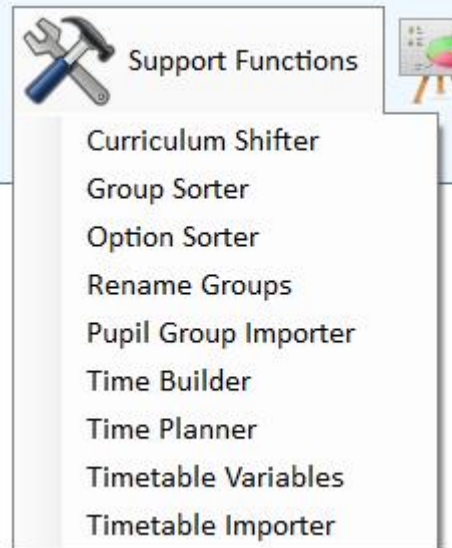 Support Functions
Curriculum Shifter
Group Sorter
Option Sorter
Rename Groups
Pupil Group Importer
Time Builder
Time Planner
Timetable Variables
Timetable Importer